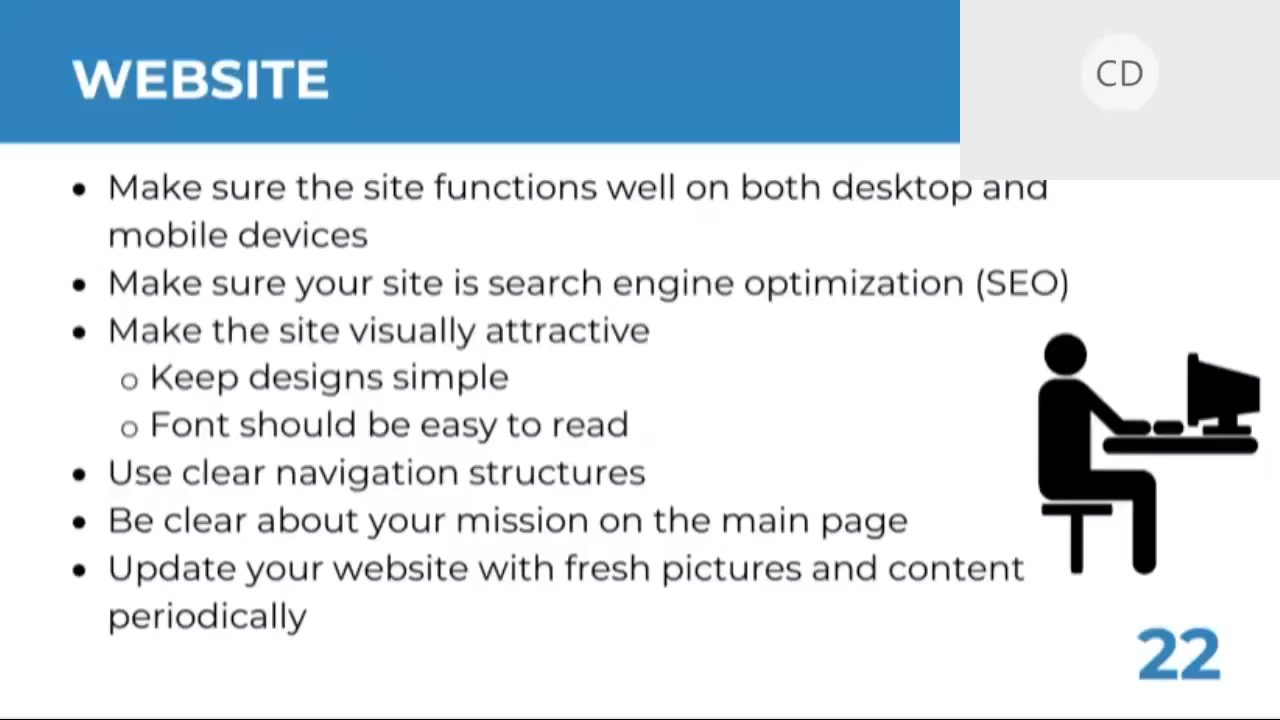 WEBSITE
CD
• Make sure the site functions well on both desktop and
mobile devices
• Make sure your site is search engine optimization (SEO)
• Make the site visually attractive
o Keep designs simple
o Font should be easy to read
• Use clear navigation structures
• Be clear about your mission on the main page
• Update your website with fresh pictures and content
periodically
22